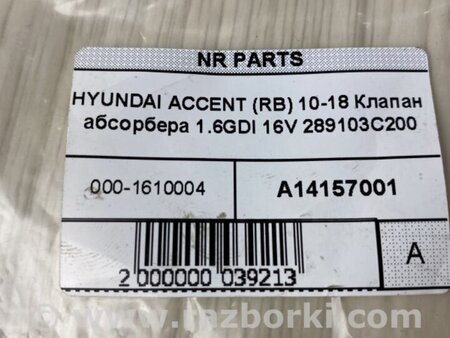 NR PARTS
HYUNDAI ACCENT (RB) 10-18 Клапан
абсорбера 1.6GDI 16V 289103C200
000-1610004
A14157001
A
2 000000 039213
www.razborki.com